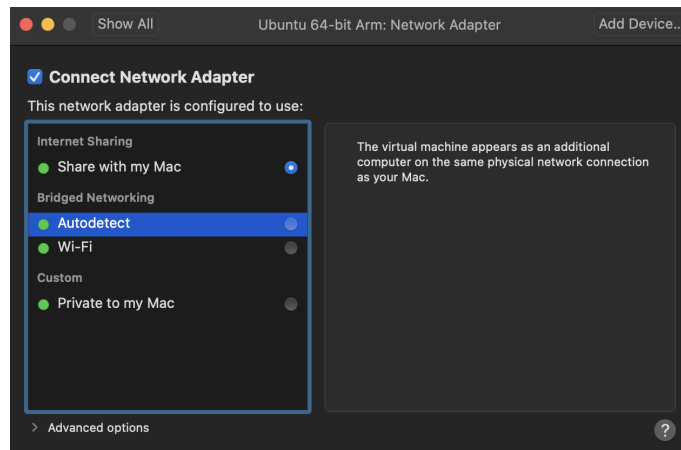 Show All
Ubuntu 64-bit Arm: Network Adapter
Add Device...
Connect Network Adapter
This network adapter is configured to use:
Internet Sharing
Share with my Mac
Bridged Networking
Autodetect
Wi-Fi
Custom
Private to my Mac
The virtual machine appears as an additional
computer on the same physical network connection
as your Mac.
Advanced options
?